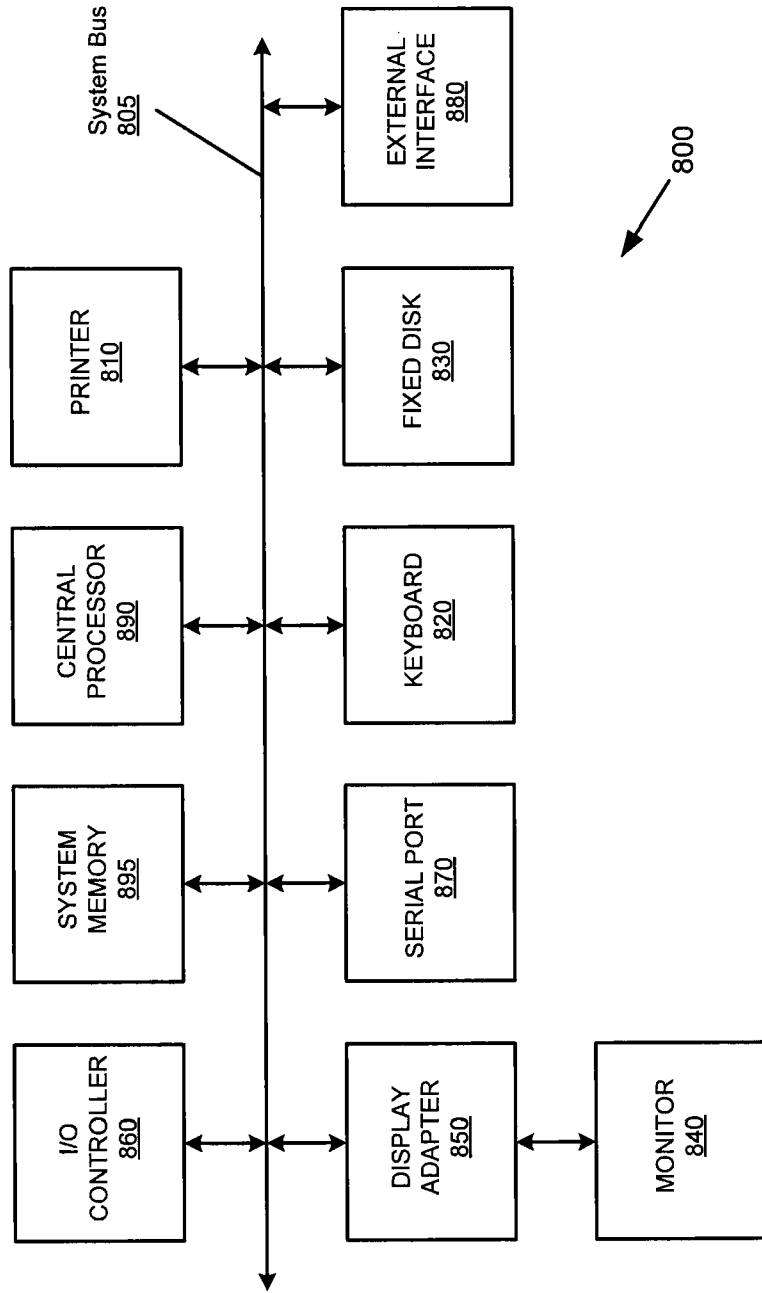 I/O
CONTROLLER
860
SYSTEM
MEMORY
895
CENTRAL
PROCESSOR
890
PRINTER
810
System Bus
805
DISPLAY
ADAPTER
850
SERIAL PORT
870
KEYBOARD
820
FIXED DISK
830
EXTERNAL
INTERFACE
880
MONITOR
840
800